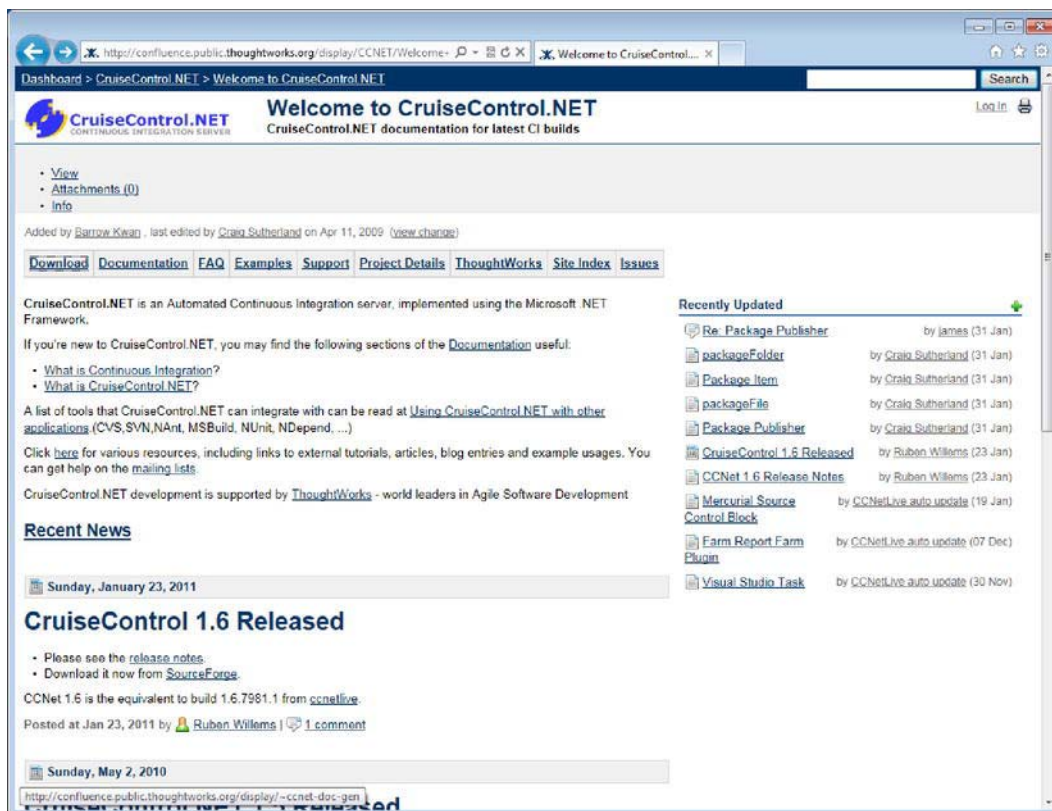 http://confluence.public.thoughtworks.org/display/CCNET/Welcome+
Welcome to CruiseControl....
Dashboard > CruiseControl.NET > Welcome to CruiseControl.NET
Search
CruiseControl.NET
CONTINUOUS INTEGRATION SERVER
Welcome to CruiseControl.NET
CruiseControl.NET documentation for latest CI builds
Log In
• View
• Attachments (0)
• Info
Added by Barrow Kwan , last edited by Craig Sutherland on Apr 11, 2009 (view change)
Download Documentation FAQ Examples Support Project Details ThoughtWorks Site Index Issues
CruiseControl.NET is an Automated Continuous Integration server, implemented using the Microsoft .NET
Framework.
If you're new to CruiseControl.NET, you may find the following sections of the Documentation useful:
• What is Continuous Integration?
• What is CruiseControl.NET?
A list of tools that CruiseControl.NET can integrate with can be read at Using CruiseControl.NET with other
applications.(CVS,SVN,NAnt, MSBuild, NUnit, NDepend, ...)
Click here for various resources, including links to external tutorials, articles, blog entries and example usages. You
can get help on the mailing lists.
CruiseControl.NET development is supported by ThoughtWorks - world leaders in Agile Software Development
Recent News
Sunday, January 23, 2011
CruiseControl 1.6 Released
• Please see the release notes.
• Download it now from SourceForge.
CCNet 1.6 is the equivalent to build 1.6.7981.1 from ccnetlive.
Posted at Jan 23, 2011 by Ruben Willems | 1 comment
Sunday, May 2, 2010
http://confluence.public.thoughtworks.org/display/~ccnet-doc-gen
Recently Updated
Re: Package Publisher by james (31 Jan)
packageFolder by Craig Sutherland (31 Jan)
Package Item by Craig Sutherland (31 Jan)
packageFile by Craig Sutherland (31 Jan)
Package Publisher by Craig Sutherland (31 Jan)
CruiseControl 1.6 Released by Ruben Willems (23 Jan)
CCNet 1.6 Release Notes by Ruben Willems (23 Jan)
Mercurial Source by CCNetLive auto update (19 Jan)
Control Block
Farm Report Farm by CCNetLive auto update (07 Dec)
Plugin
Visual Studio Task by CCNetLive auto update (30 Nov)